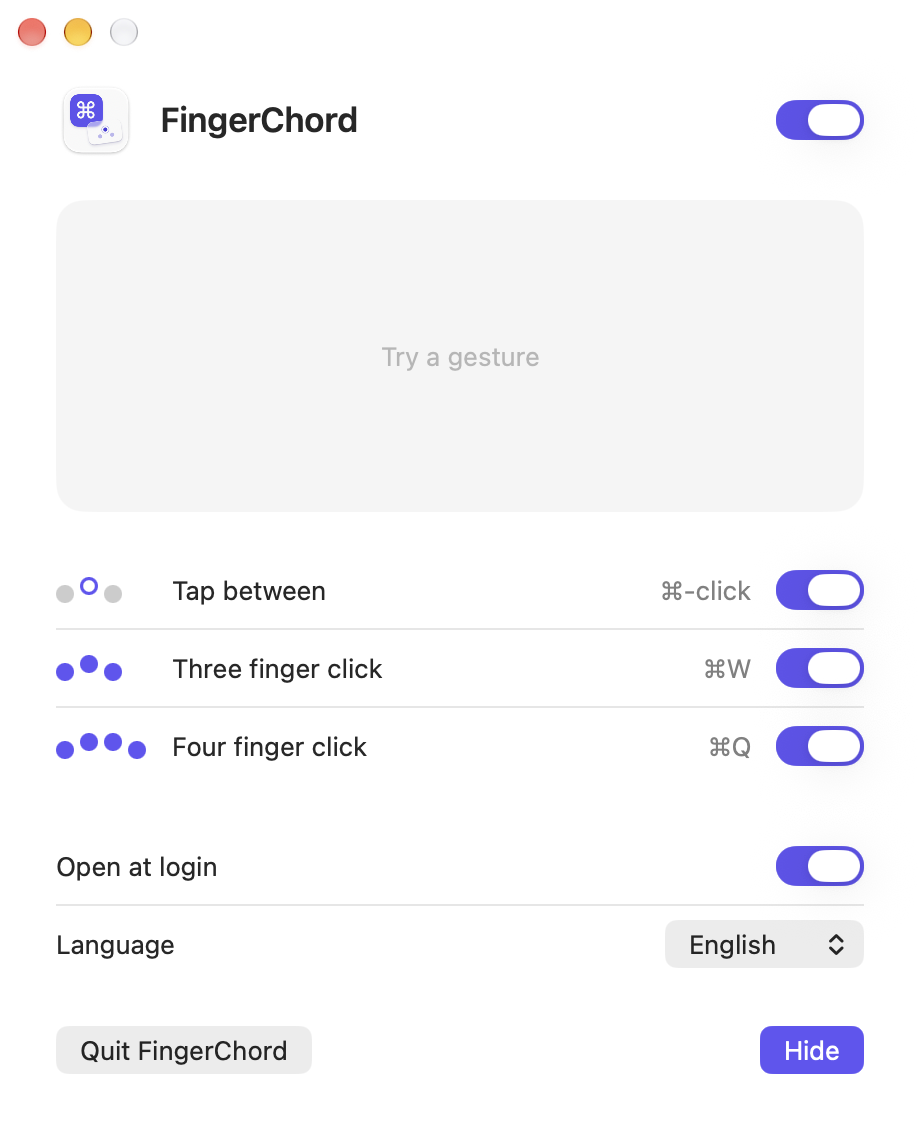 FingerChord
Try a gesture
Tap between ⌘-click
Three finger click ⌘W
Four finger click ⌘Q
Open at login
Language English
Quit FingerChord Hide